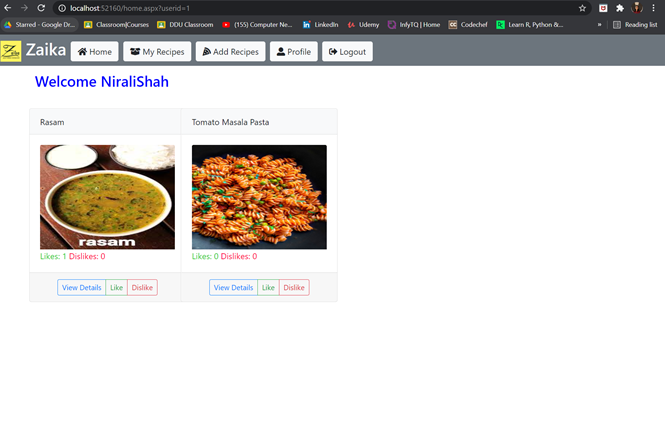 localhost:52160/home.aspx?userid=1
Starred - Google Dr... Classroom|Courses DDU Classroom (155) Computer Ne... LinkedIn Udemy InfyTQ | Home Codechef Learn R, Python &... » Reading list
Zaika Home My Recipes Add Recipes Profile Logout
Welcome NiraliShah
Rasam Tomato Masala Pasta
rasam
Likes: 1 Dislikes: 0 Likes: 0 Dislikes: 0
View Details Like Dislike View Details Like Dislike